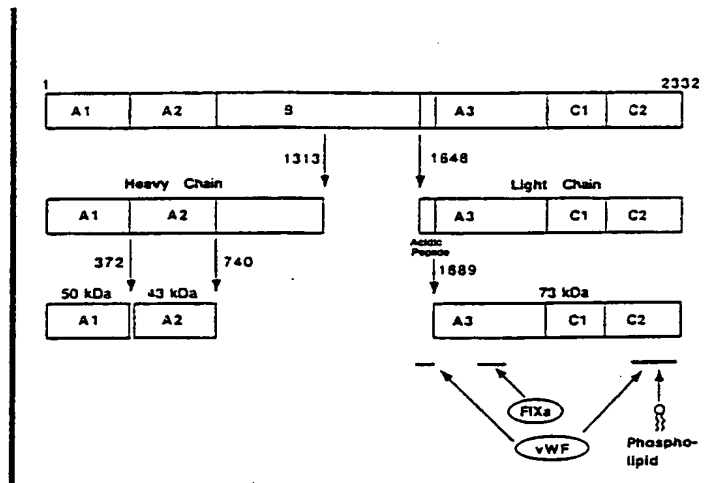 1 2332
A1 A2 B A3 C1 C2
1313 1648
Heavy Chain Light Chain
A1 A2 A3 C1 C2
Acidic
Peptide
372 740 1689
50 kDa 43 kDa 73 kDa
A1 A2 A3 C1 C2
FIXa
vWF
Phospho-
lipid